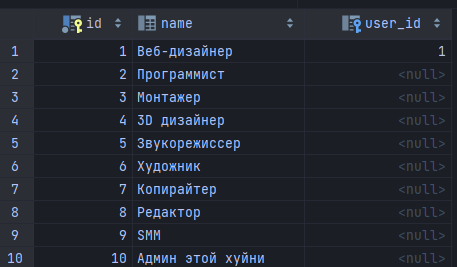 id name user_id
1 1 Веб-дизайнер 1
2 2 Программист <null>
3 3 Монтажер <null>
4 4 3D дизайнер <null>
5 5 Звукорежиссер <null>
6 6 Художник <null>
7 7 Копирайтер <null>
8 8 Редактор <null>
9 9 SMM <null>
10 10 Админ этой хуйни <null>